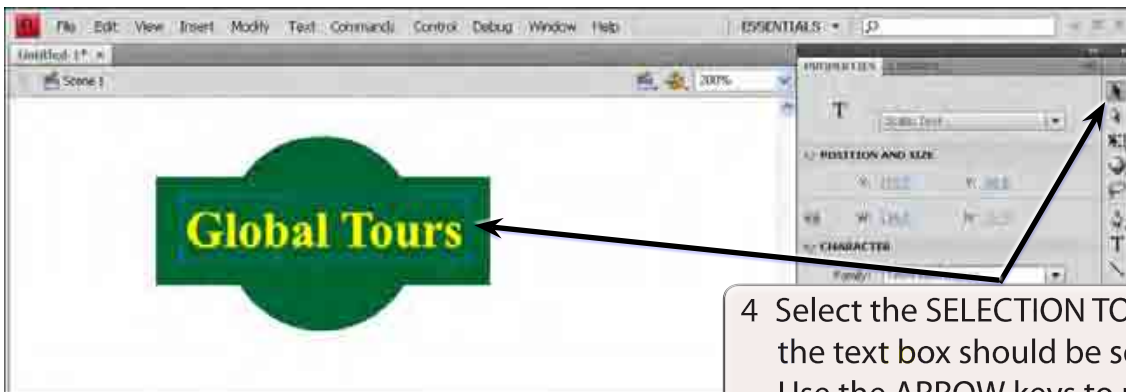 File Edit View Insert Modify Text Commands Control Debug Window Help ESSENTIALS
Untitled-1* ×
Scene 1 200%
PROPERTIES
T Static Text
POSITION AND SIZE
X: Y:
W: H:
CHARACTER
Family:
Global Tours
4 Select the SELECTION TO
the text box should be se
Use the ARROW keys to